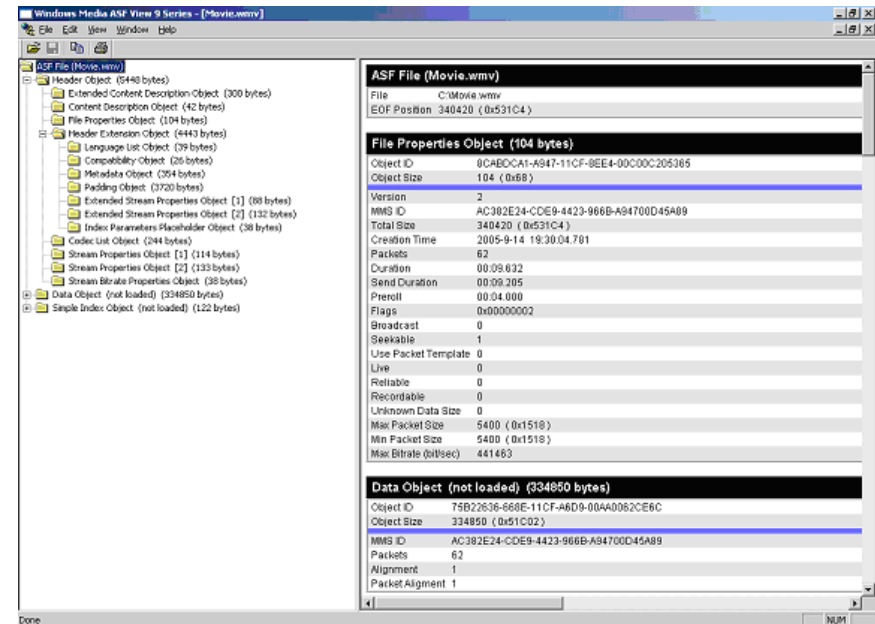 Windows Media ASF View 9 Series - [Movie.wmv]
File Edit View Window Help
ASF File (Movie.wmv)
Header Object (5448 bytes)
Extended Content Description Object (300 bytes)
Content Description Object (42 bytes)
File Properties Object (104 bytes)
Header Extension Object (4443 bytes)
Language List Object (39 bytes)
Compatibility Object (26 bytes)
Metadata Object (354 bytes)
Padding Object (3720 bytes)
Extended Stream Properties Object [1] (88 bytes)
Extended Stream Properties Object [2] (132 bytes)
Index Parameters Placeholder Object (38 bytes)
Codec List Object (244 bytes)
Stream Properties Object [1] (114 bytes)
Stream Properties Object [2] (133 bytes)
Stream Bitrate Properties Object (38 bytes)
Data Object (not loaded) (334850 bytes)
Simple Index Object (not loaded) (122 bytes)
ASF File (Movie.wmv)
File C:\Movie.wmv
EOF Position 340420 (0x531C4)
File Properties Object (104 bytes)
Object ID 8CABDCA1-A947-11CF-8EE4-00C00C205365
Object Size 104 (0x68)
Version 2
MMS ID AC382E24-CDE9-4423-966B-A94700D45A89
Total Size 340420 (0x531C4)
Creation Time 2005-9-14 19:30:04.781
Packets 62
Duration 00:09.632
Send Duration 00:09.205
Preroll 00:04.000
Flags 0x00000002
Broadcast 0
Seekable 1
Use Packet Template 0
Live 0
Reliable 0
Recordable 0
Unknown Data Size 0
Max Packet Size 5400 (0x1518)
Min Packet Size 5400 (0x1518)
Max Bitrate (bit/sec) 441463
Data Object (not loaded) (334850 bytes)
Object ID 75B22636-668E-11CF-A6D9-00AA0062CE6C
Object Size 334850 (0x51C02)
MMS ID AC382E24-CDE9-4423-966B-A94700D45A89
Packets 62
Alignment 1
Packet Aligment 1
Done
NUM